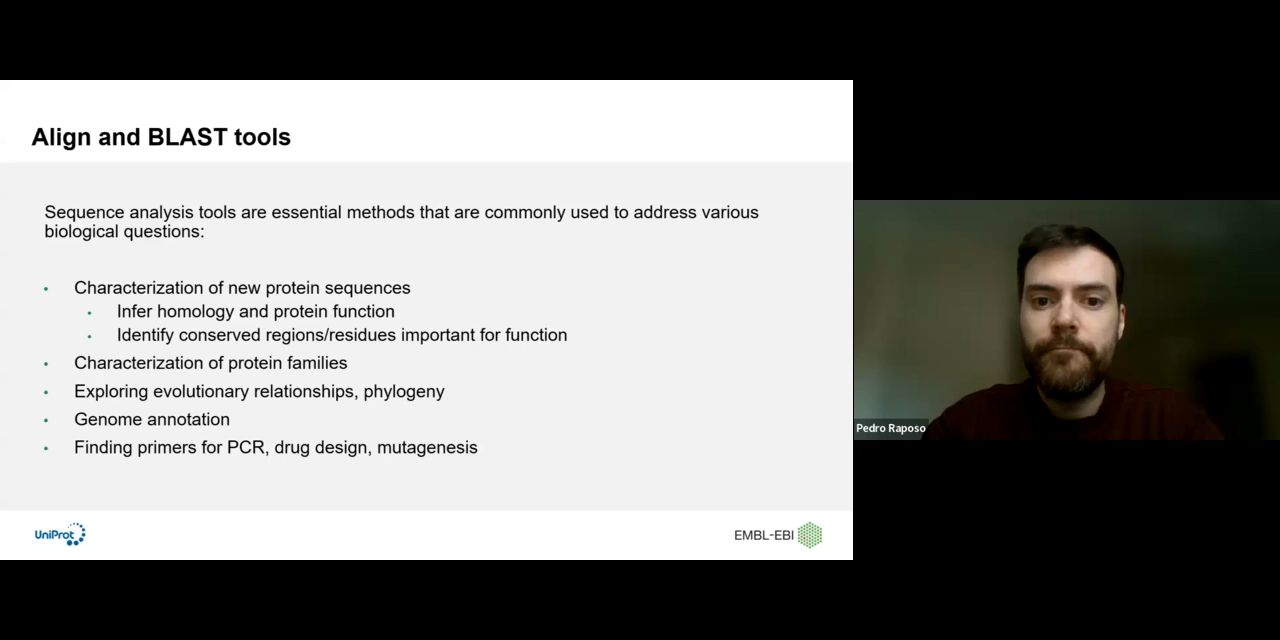 Align and BLAST tools
Sequence analysis tools are essential methods that are commonly used to address various
biological questions:
• Characterization of new protein sequences
• Infer homology and protein function
• Identify conserved regions/residues important for function
• Characterization of protein families
• Exploring evolutionary relationships, phylogeny
• Genome annotation
• Finding primers for PCR, drug design, mutagenesis
UniProt
EMBL-EBI
Pedro Raposo